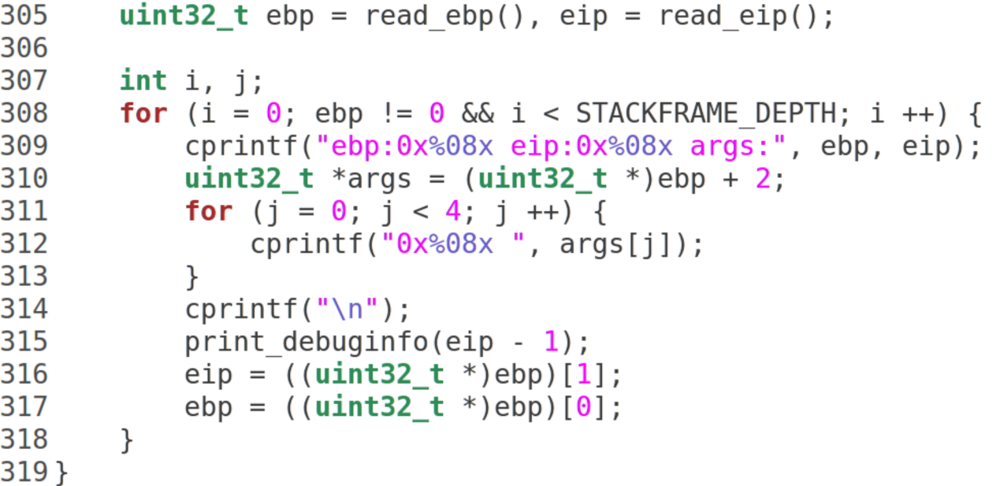 305     uint32_t ebp = read_ebp(), eip = read_eip();
306
307     int i, j;
308     for (i = 0; ebp != 0 && i < STACKFRAME_DEPTH; i ++) {
309         cprintf("ebp:0x%08x eip:0x%08x args:", ebp, eip);
310         uint32_t *args = (uint32_t *)ebp + 2;
311         for (j = 0; j < 4; j ++) {
312             cprintf("0x%08x ", args[j]);
313         }
314         cprintf("\n");
315         print_debuginfo(eip - 1);
316         eip = ((uint32_t *)ebp)[1];
317         ebp = ((uint32_t *)ebp)[0];
318     }
319 }